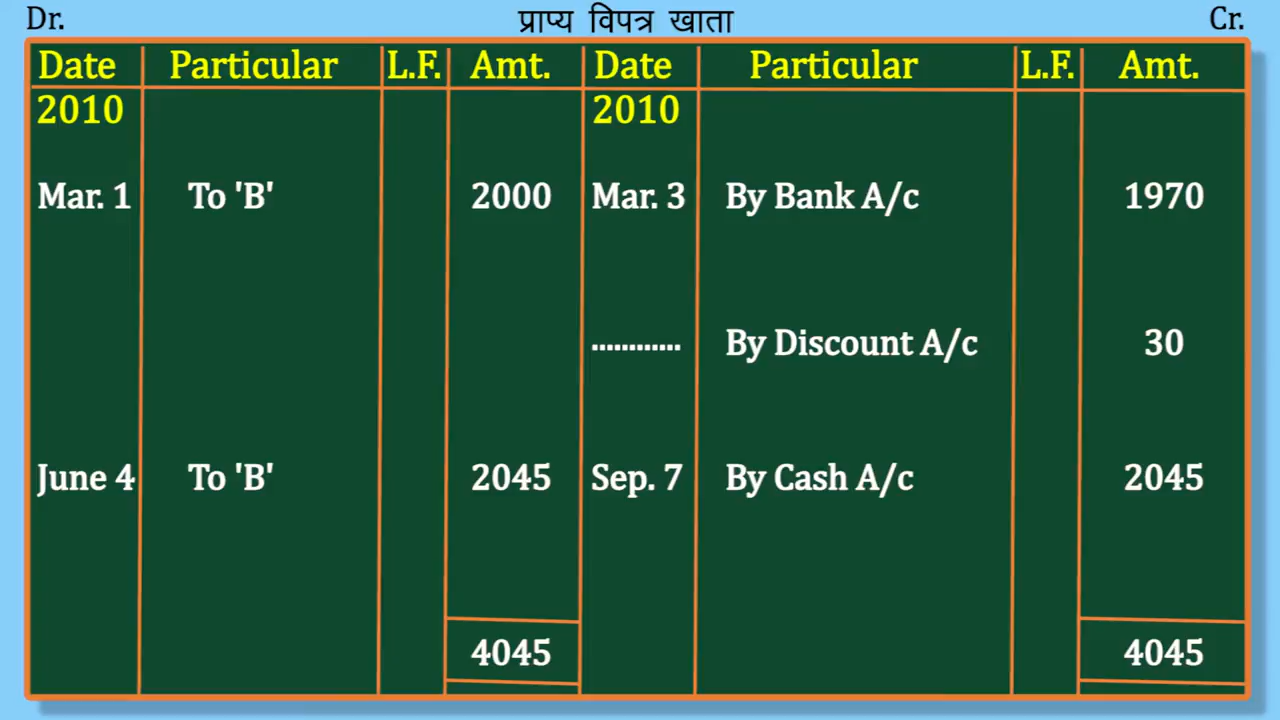 Dr. प्राप्य विपत्र खाता Cr.
Date Particular L.F. Amt. Date Particular L.F. Amt.
2010 2010
Mar. 1 To 'B' 2000 Mar. 3 By Bank A/c 1970
............ By Discount A/c 30
June 4 To 'B' 2045 Sep. 7 By Cash A/c 2045
4045 4045